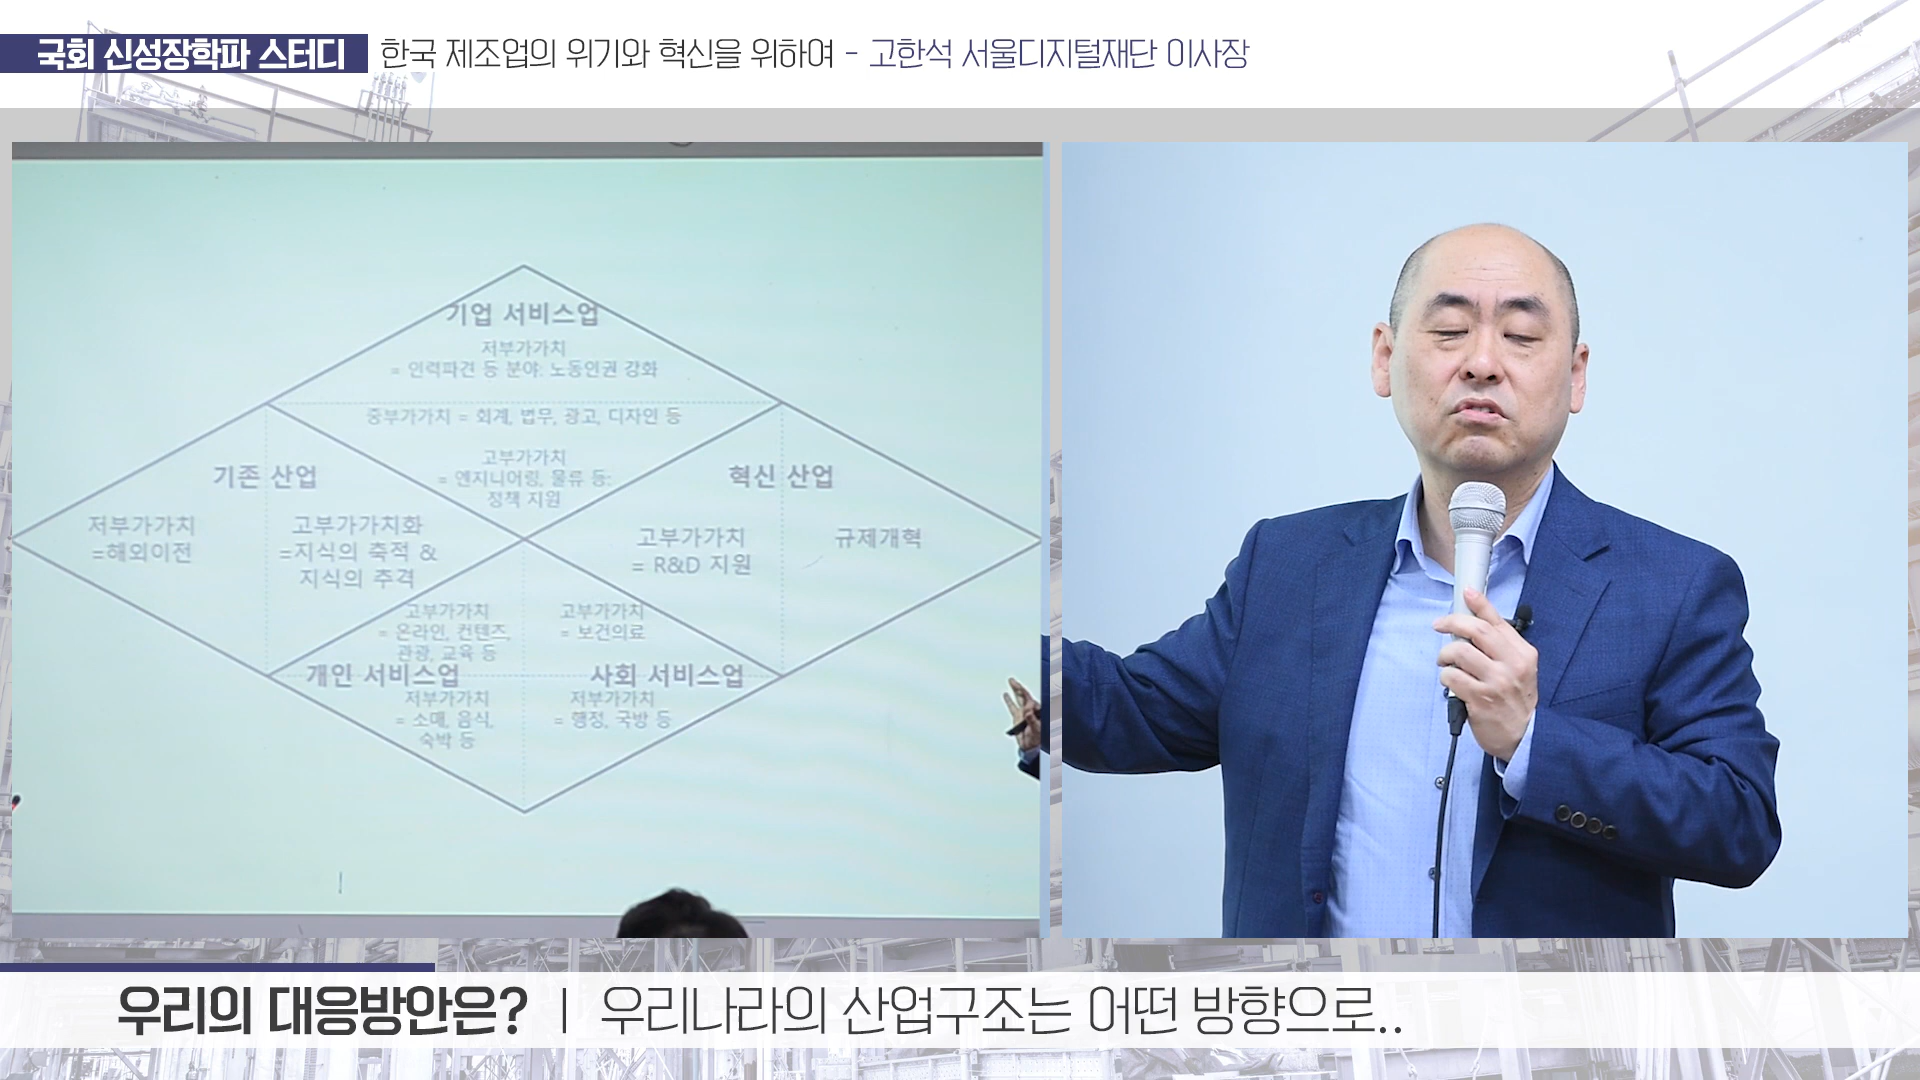 국회 신성장학파 스터디 한국 제조업의 위기와 혁신을 위하여 - 고한석 서울디지털재단 이사장
기업 서비스업
저부가가치
= 인력파견 등 분야: 노동인권 강화
중부가가치 = 회계, 법무, 광고, 디자인 등
고부가가치
= 엔지니어링, 물류 등:
정책 지원
기존 산업
저부가가치
=해외이전
고부가가치화
=지식의 축적 &
지식의 추격
혁신 산업
고부가가치
= R&D 지원
규제개혁
고부가가치
= 온라인, 컨텐츠,
관광, 교육 등
개인 서비스업
저부가가치
= 소매, 음식,
숙박 등
고부가가치
= 보건의료
사회 서비스업
저부가가치
= 행정, 국방 등
우리의 대응방안은? | 우리나라의 산업구조는 어떤 방향으로..